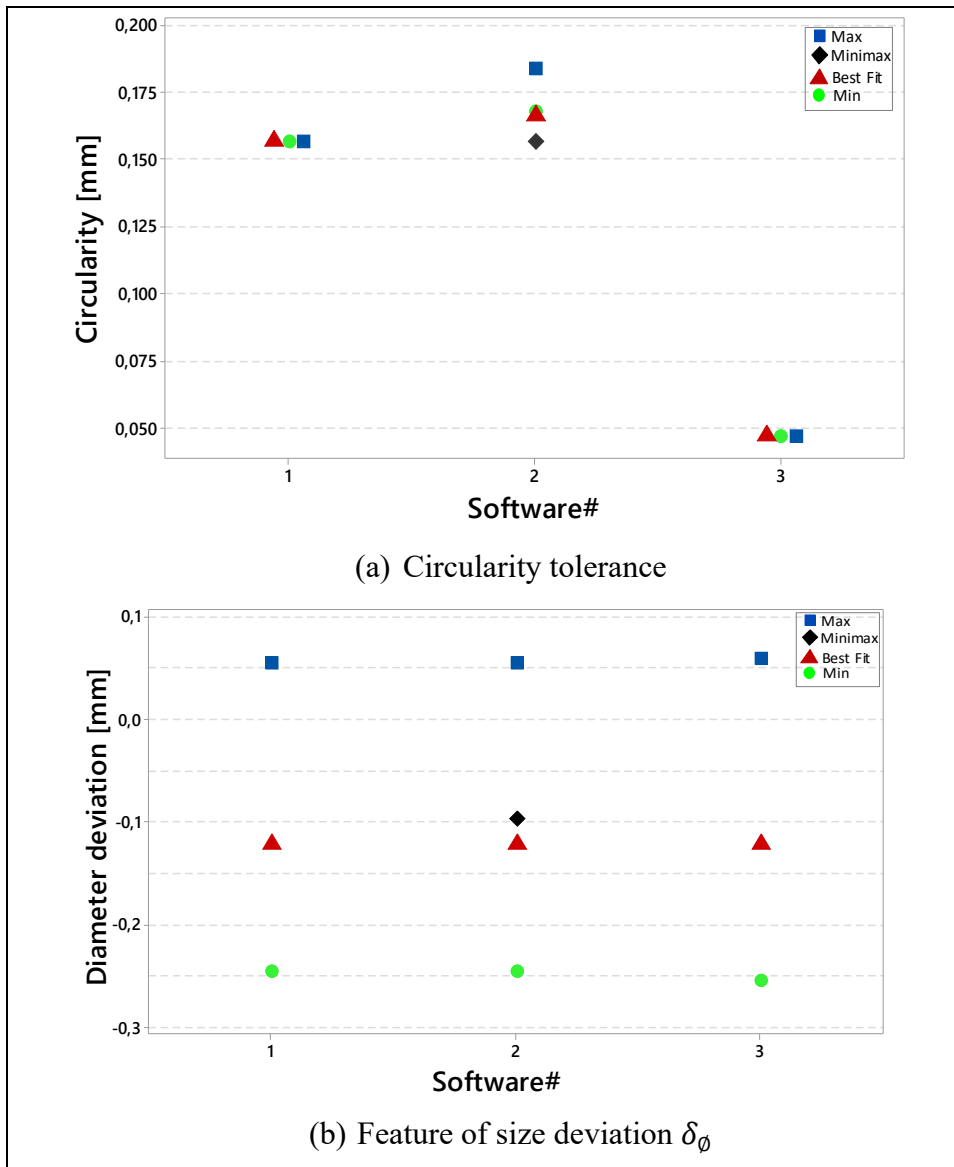 0,200
0,175
0,150
0,125
0,100
0,075
0,050
Circularity [mm]
Max
Minimax
Best Fit
Min
1
2
3
Software#
(a) Circularity tolerance
0,1
0,0
-0,1
-0,2
-0,3
Diameter deviation [mm]
Max
Minimax
Best Fit
Min
1
2
3
Software#
(b) Feature of size deviation δ∅